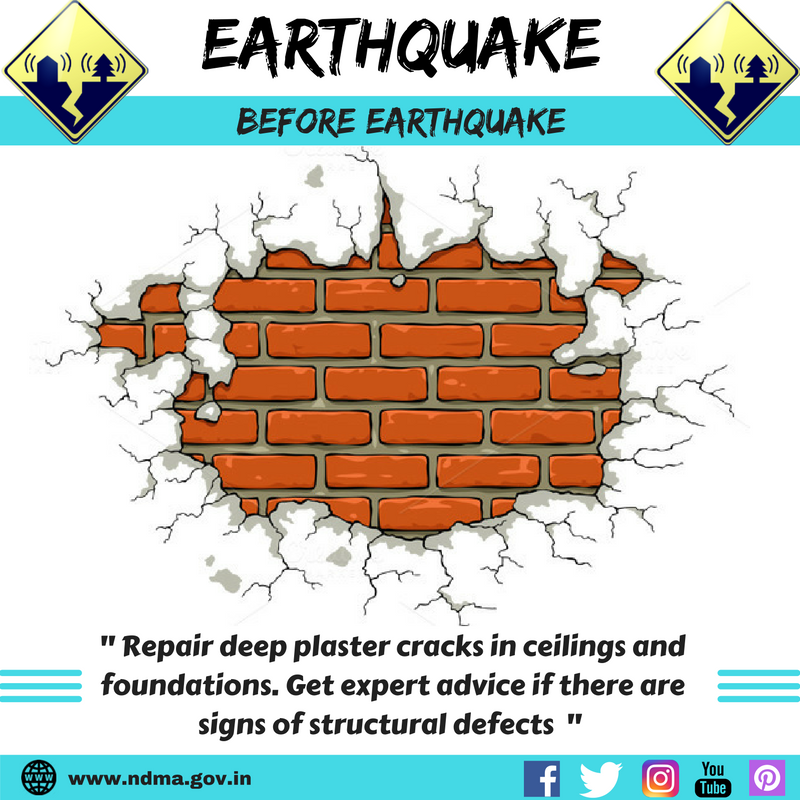 EARTHQUAKE
BEFORE EARTHQUAKE
" Repair deep plaster cracks in ceilings and
foundations. Get expert advice if there are
signs of structural defects "
www.ndma.gov.in
You
Tube